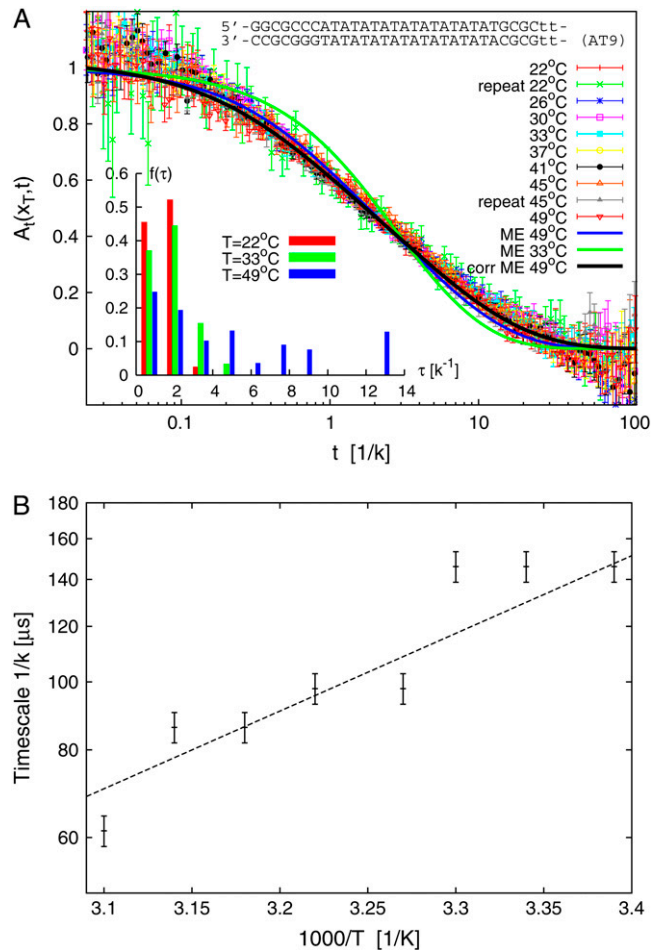 A
5'-GGCGCCCATATATATATATATATATATGCGCtt-
3'-CCGCGGGTATATATATATATATATATACGCGtt- (AT9)
22°C
repeat 22°C
26°C
30°C
33°C
37°C
41°C
45°C
repeat 45°C
49°C
ME 49°C
ME 33°C
corr ME 49°C
1
0.8
0.6
0.4
0.2
0
A_t(x_T,t)
f(τ)
0.6
0.5
0.4
0.3
0.2
0.1
0
T=22°C
T=33°C
T=49°C
0 2 4 6 8 10 12 14
τ [k⁻¹]
0.1 1 10 100
t [1/k]
B
180
160
140
120
100
80
60
Timescale 1/k [μs]
3.1 3.15 3.2 3.25 3.3 3.35 3.4
1000/T [1/K]